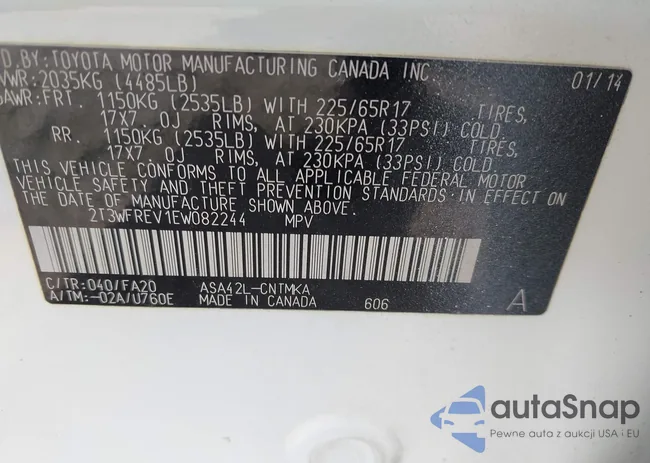 D.BY:TOYOTA MOTOR MANUFACTURING CANADA INC. 01/14
VWR:2035KG (4485LB)
GAWR:FRT. 1150KG (2535LB) WITH 225/65R17 TIRES,
17X7.0J RIMS, AT 230KPA (33PSI) COLD.
RR. 1150KG (2535LB) WITH 225/65R17 TIRES,
17X7.0J RIMS, AT 230KPA (33PSI) COLD.
THIS VEHICLE CONFORMS TO ALL APPLICABLE FEDERAL MOTOR
VEHICLE SAFETY AND THEFT PREVENTION STANDARDS IN EFFECT ON
THE DATE OF MANUFACTURE SHOWN ABOVE.
2T3WFREV1EW082244 MPV
C/TR:040/FA20 ASA42L-CNTMKA
A/TM:-02A/U760E MADE IN CANADA 606 A
autoSnap
Pewne auta z aukcji USA i EU